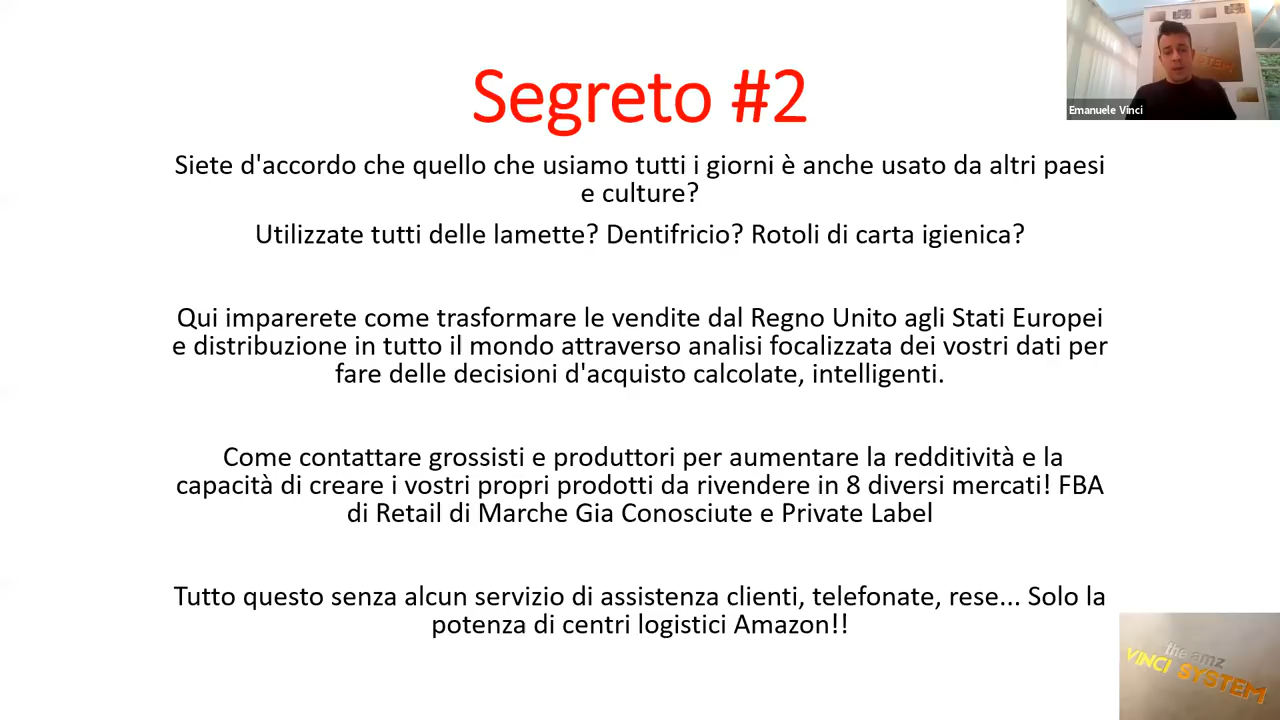 Segreto #2
Emanuele Vinci
Siete d'accordo che quello che usiamo tutti i giorni è anche usato da altri paesi
e culture?
Utilizzate tutti delle lamette? Dentifricio? Rotoli di carta igienica?
Qui imparerete come trasformare le vendite dal Regno Unito agli Stati Europei
e distribuzione in tutto il mondo attraverso analisi focalizzata dei vostri dati per
fare delle decisioni d'acquisto calcolate, intelligenti.
Come contattare grossisti e produttori per aumentare la redditività e la
capacità di creare i vostri propri prodotti da rivendere in 8 diversi mercati! FBA
di Retail di Marche Gia Conosciute e Private Label
Tutto questo senza alcun servizio di assistenza clienti, telefonate, rese... Solo la
potenza di centri logistici Amazon!!
the amz
VINCI SYSTEM